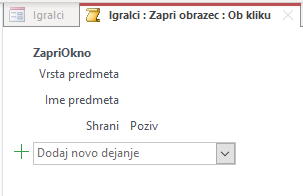 Igralci
Igralci : Zapri obrazec : Ob kliku
ZapriOkno
Vrsta predmeta
Ime predmeta
Shrani Poziv
Dodaj novo dejanje